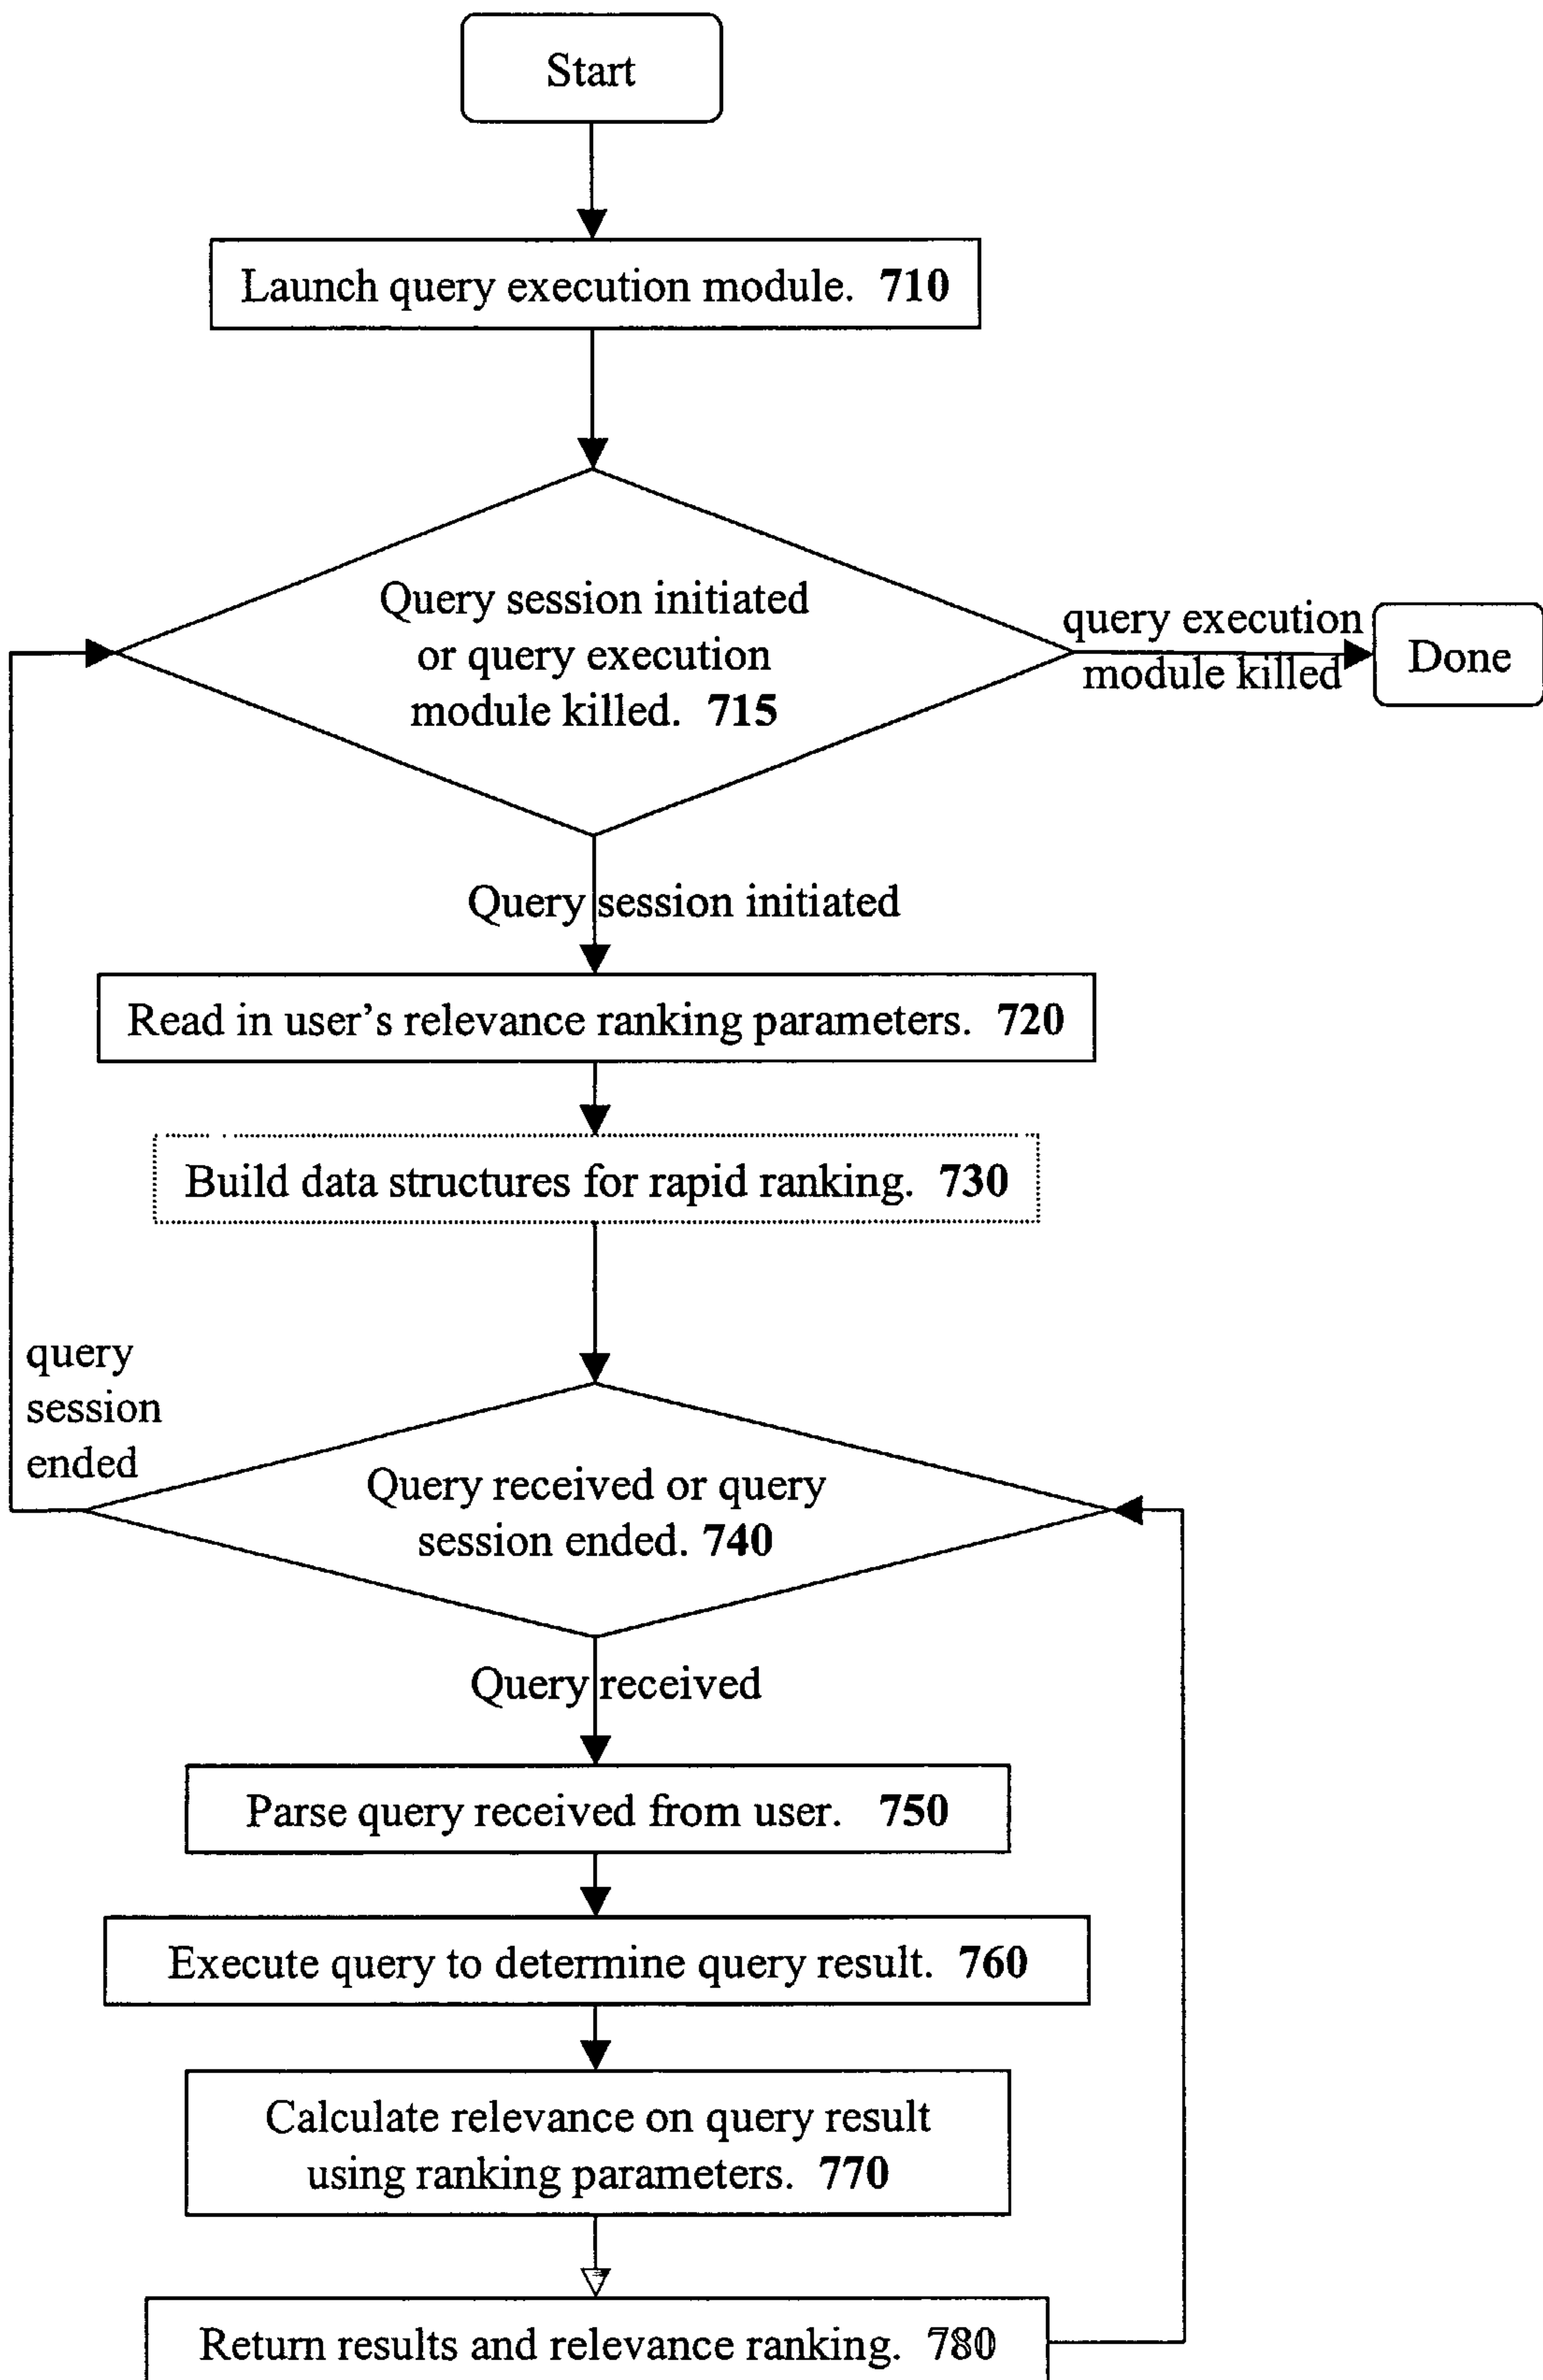 Start
Launch query execution module. 710
Query session initiated
or query execution
module killed. 715
query execution
module killed
Done
Query session initiated
Read in user’s relevance ranking parameters. 720
Build data structures for rapid ranking. 730
query
session
ended
Query received or query
session ended. 740
Query received
Parse query received from user. 750
Execute query to determine query result. 760
Calculate relevance on query result
using ranking parameters. 770
Return results and relevance ranking. 780